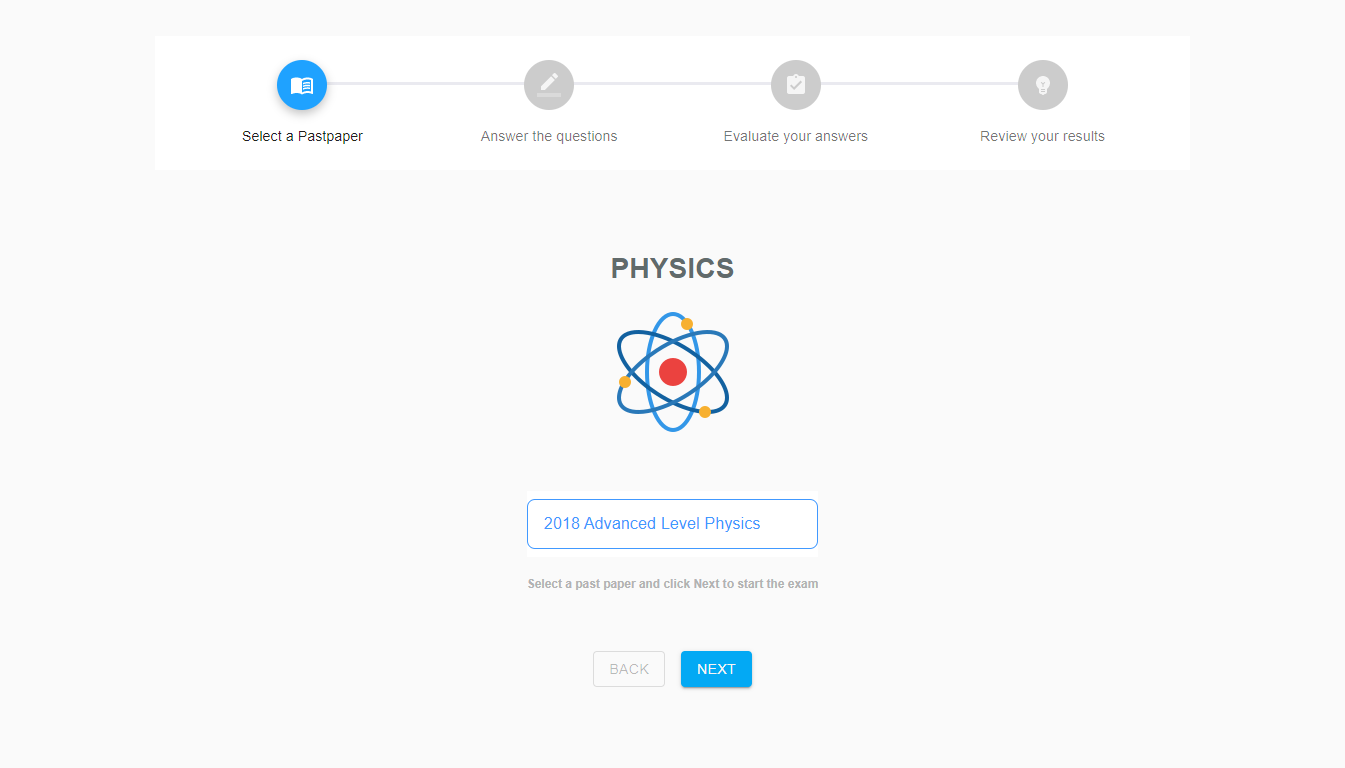 Select a Pastpaper
Answer the questions
Evaluate your answers
Review your results
PHYSICS
2018 Advanced Level Physics
Select a past paper and click Next to start the exam
BACK
NEXT